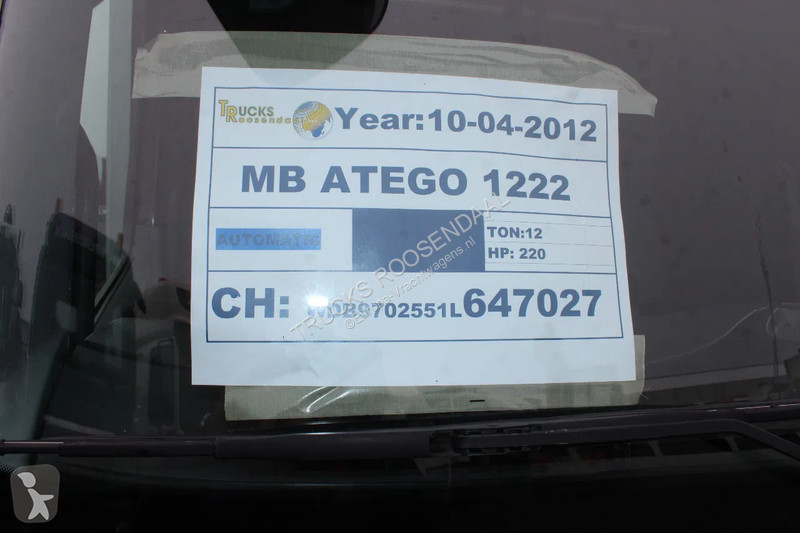 TRUCKS
Roosendaal
Year:10-04-2012
MB ATEGO 1222
AUTOMATIC
TON:12
HP: 220
CH: WDB9702551L647027
TRUCKS ROOSENDAAL